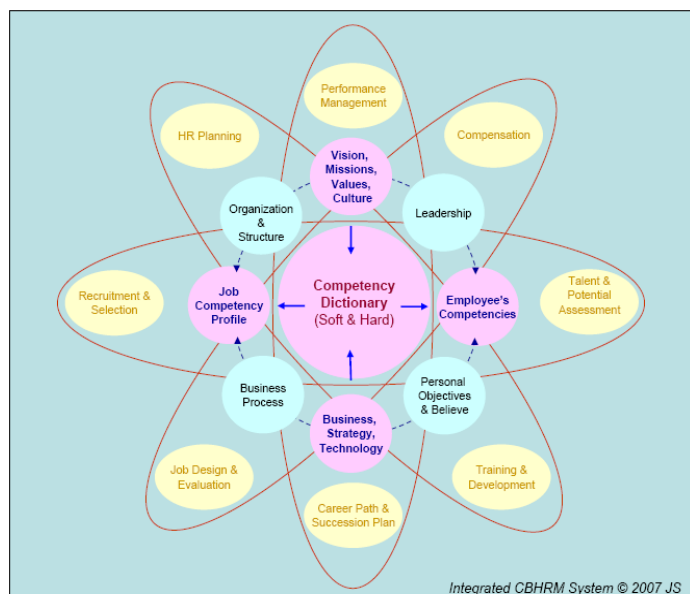 Performance
Management
HR Planning
Compensation
Vision,
Missions,
Values,
Culture
Organization
&
Structure
Leadership
Recruitment &
Selection
Job
Competency
Profile
Competency
Dictionary
(Soft & Hard)
Employee's
Competencies
Talent &
Potential
Assessment
Business
Process
Personal
Objectives
& Believe
Business,
Strategy,
Technology
Job Design &
Evaluation
Training &
Development
Career Path &
Succession Plan
Integrated CBHRM System © 2007 JS